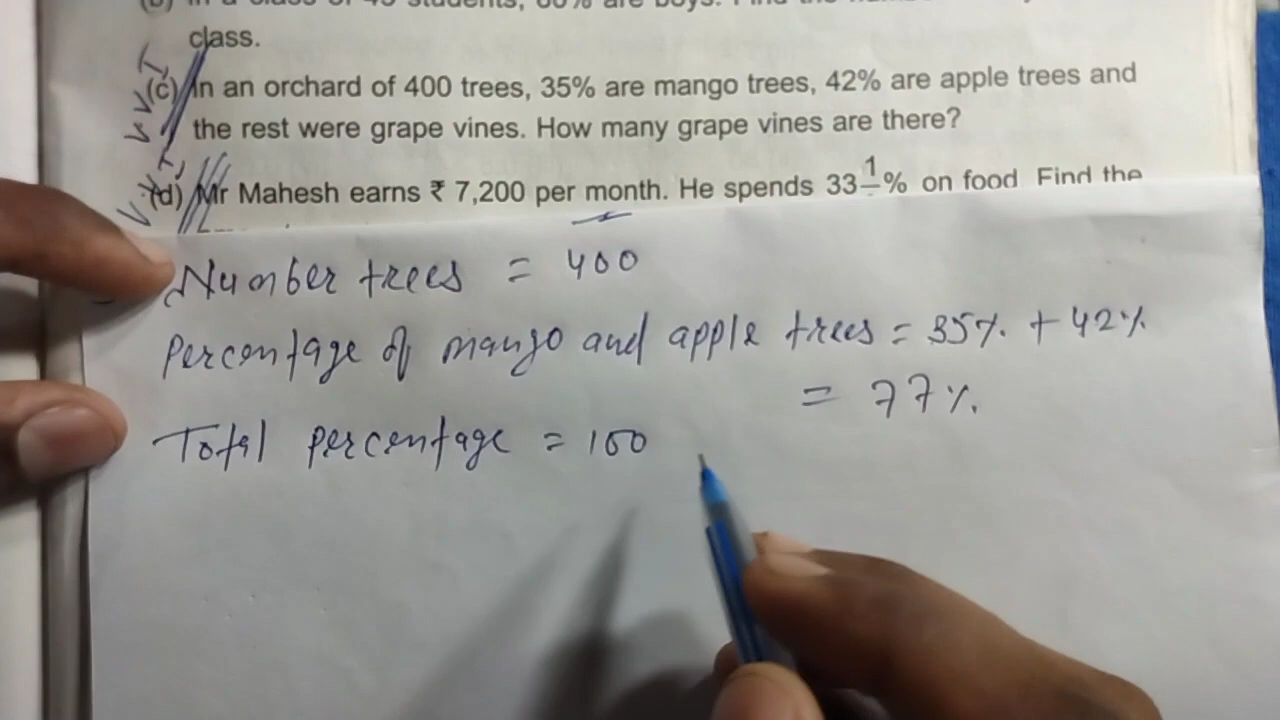 class.
(c) In an orchard of 400 trees, 35% are mango trees, 42% are apple trees and
the rest were grape vines. How many grape vines are there?
(d) Mr Mahesh earns ₹ 7,200 per month. He spends 33 1/ % on food Find the
Number trees = 400
Percentage of mango and apple trees = 35% + 42%
= 77%
Total percentage = 100